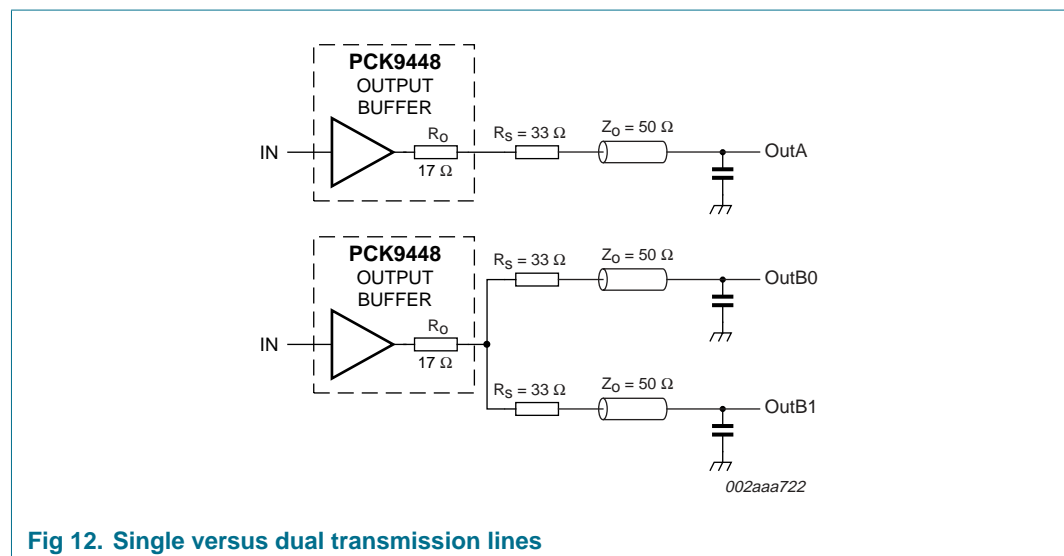 PCK9448
OUTPUT
BUFFER
IN
RO
17 Ω
RS = 33 Ω
ZO = 50 Ω
OutA
PCK9448
OUTPUT
BUFFER
IN
RO
17 Ω
RS = 33 Ω
ZO = 50 Ω
OutB0
RS = 33 Ω
ZO = 50 Ω
OutB1
002aaa722
Fig 12. Single versus dual transmission lines